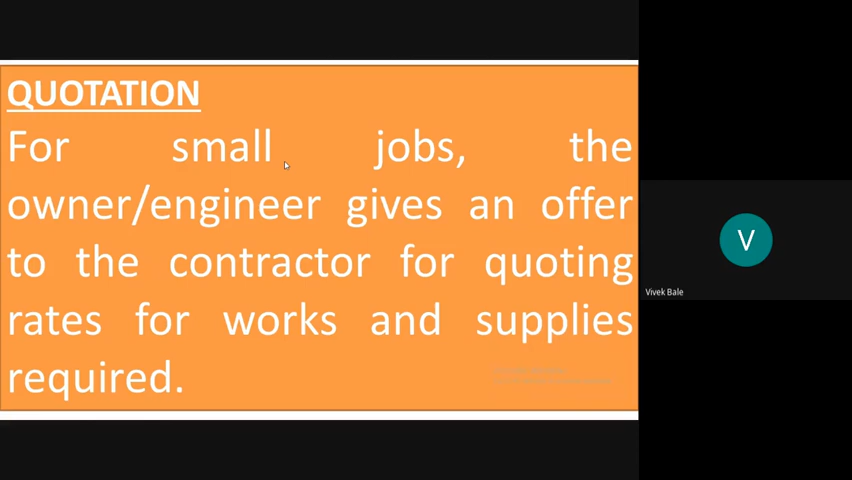 QUOTATION
For small jobs, the
owner/engineer gives an offer
to the contractor for quoting
rates for works and supplies
required.
V
Vivek Bale